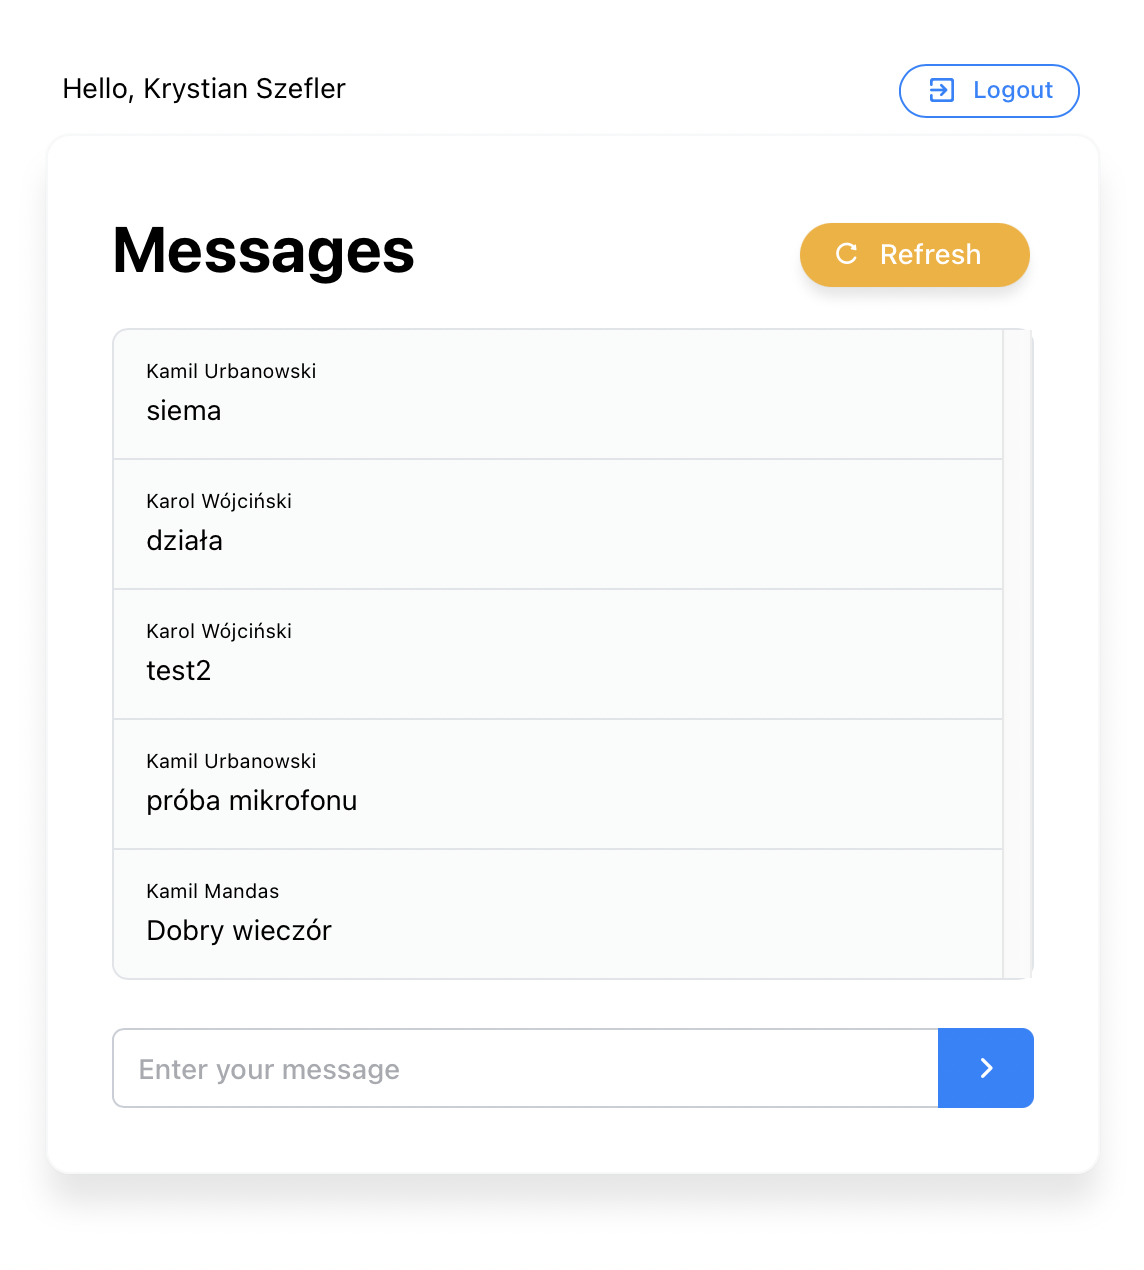 Hello, Krystian Szefler
Logout
Messages
Refresh
Kamil Urbanowski
siema
Karol Wójciński
działa
Karol Wójciński
test2
Kamil Urbanowski
próba mikrofonu
Kamil Mandas
Dobry wieczór
Enter your message